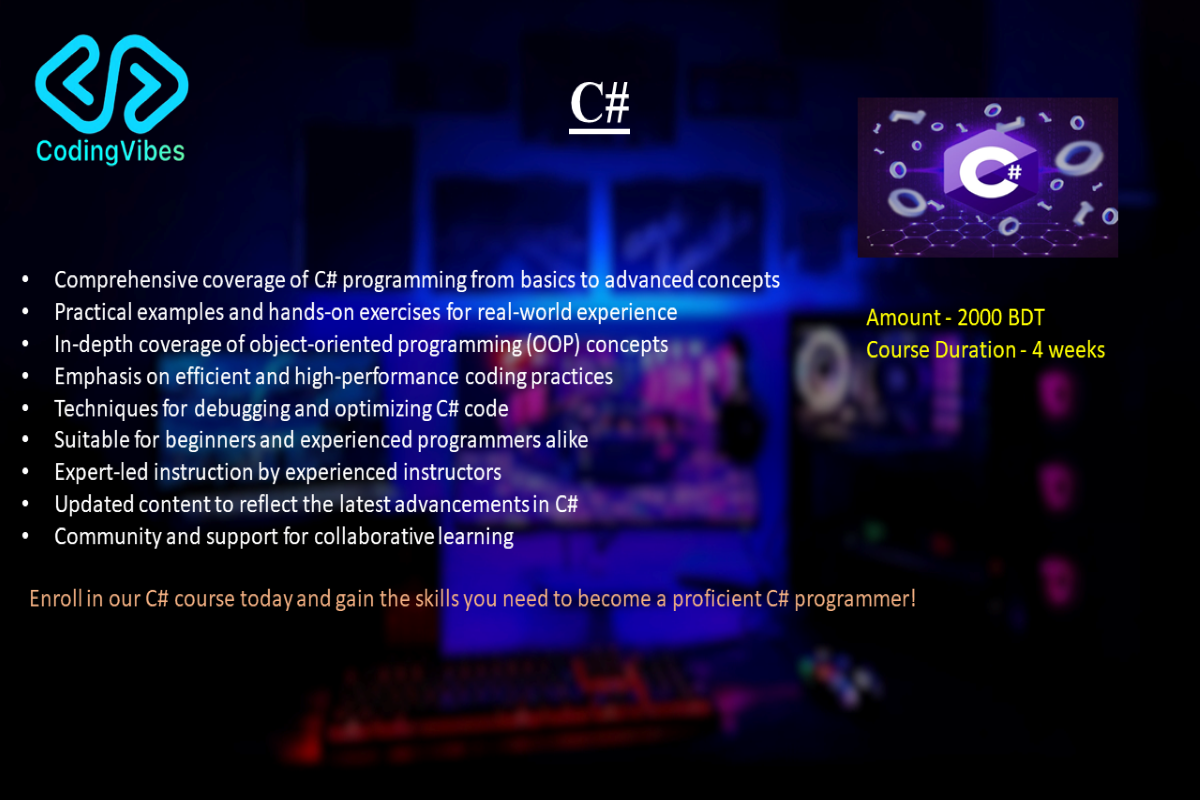 CodingVibes
C#
C#
• Comprehensive coverage of C# programming from basics to advanced concepts
• Practical examples and hands-on exercises for real-world experience
• In-depth coverage of object-oriented programming (OOP) concepts
• Emphasis on efficient and high-performance coding practices
• Techniques for debugging and optimizing C# code
• Suitable for beginners and experienced programmers alike
• Expert-led instruction by experienced instructors
• Updated content to reflect the latest advancements in C#
• Community and support for collaborative learning
Amount - 2000 BDT
Course Duration - 4 weeks
Enroll in our C# course today and gain the skills you need to become a proficient C# programmer!